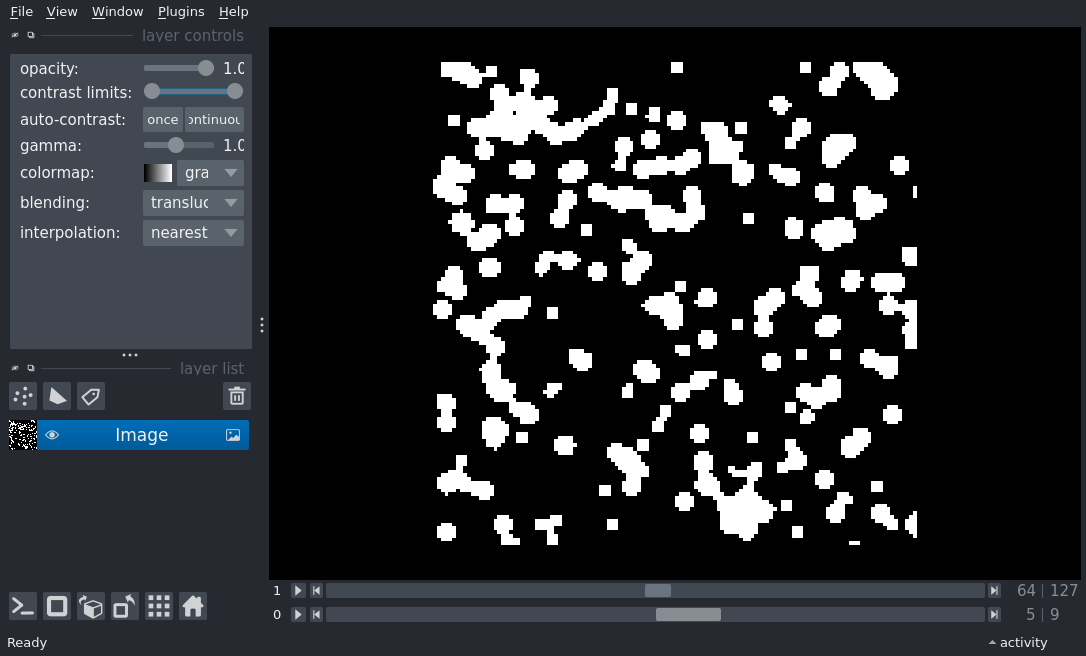 File View Window Plugins Help
layer controls
opacity: 1.0
contrast limits:
auto-contrast: once ontinuou
gamma: 1.0
colormap: gra
blending: transluc
interpolation: nearest
layer list
Image
1 64 127
0 5 9
Ready activity